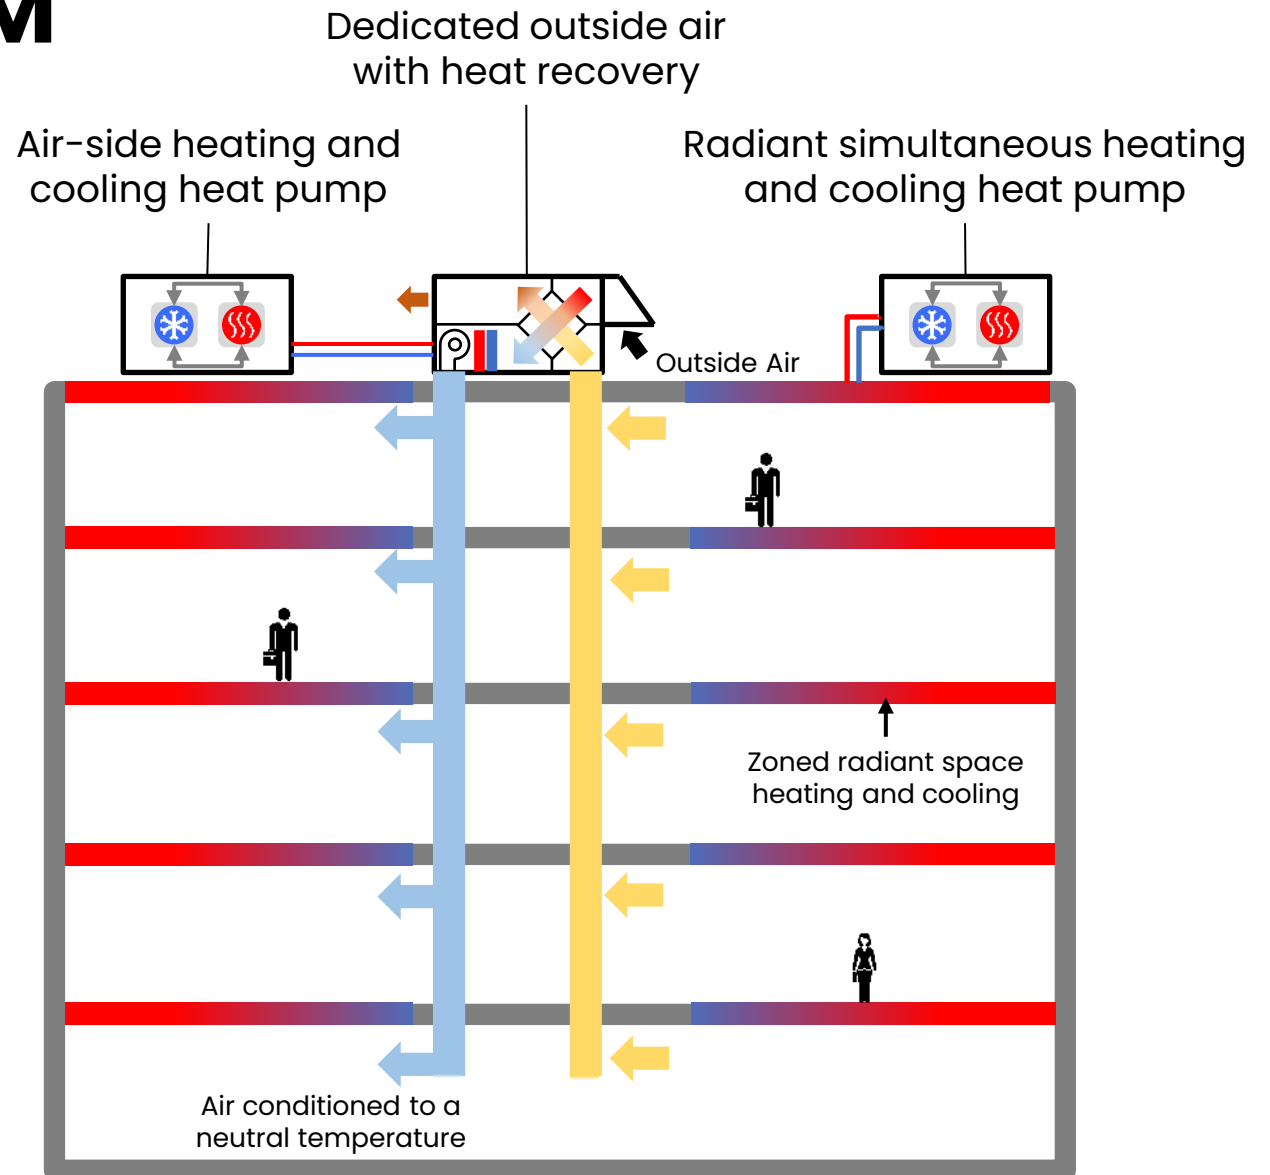 M
Dedicated outside air
with heat recovery
Air-side heating and
cooling heat pump
Radiant simultaneous heating
and cooling heat pump
Outside Air
Zoned radiant space
heating and cooling
Air conditioned to a
neutral temperature